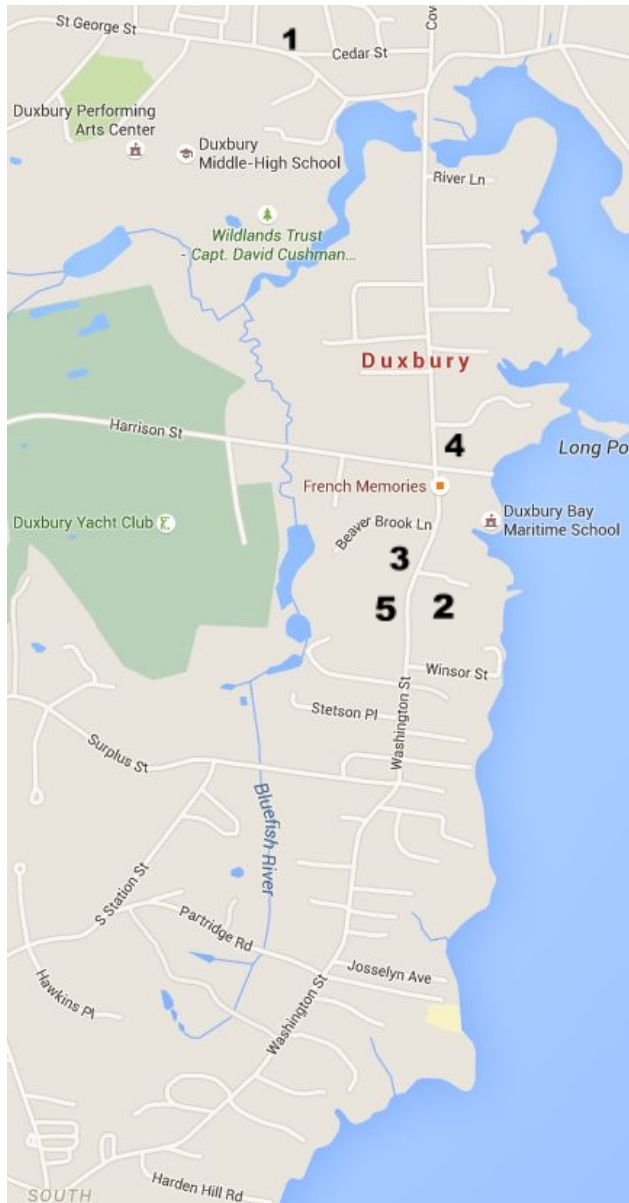 St George St
1
Cedar St
Cov
Duxbury Performing
Arts Center
Duxbury
Middle-High School
River Ln
Wildlands Trust
- Capt. David Cushman...
Duxbury
Harrison St
4
Long Po
French Memories
Duxbury Yacht Club
Beaver Brook Ln
Duxbury Bay
Maritime School
3
5
2
Winsor St
Stetson Pl
Washington St
Surplus St
Bluefish River
S Station St
Partridge Rd
Josselyn Ave
Hawkins Pl
Washington St
Harden Hill Rd
SOUTH